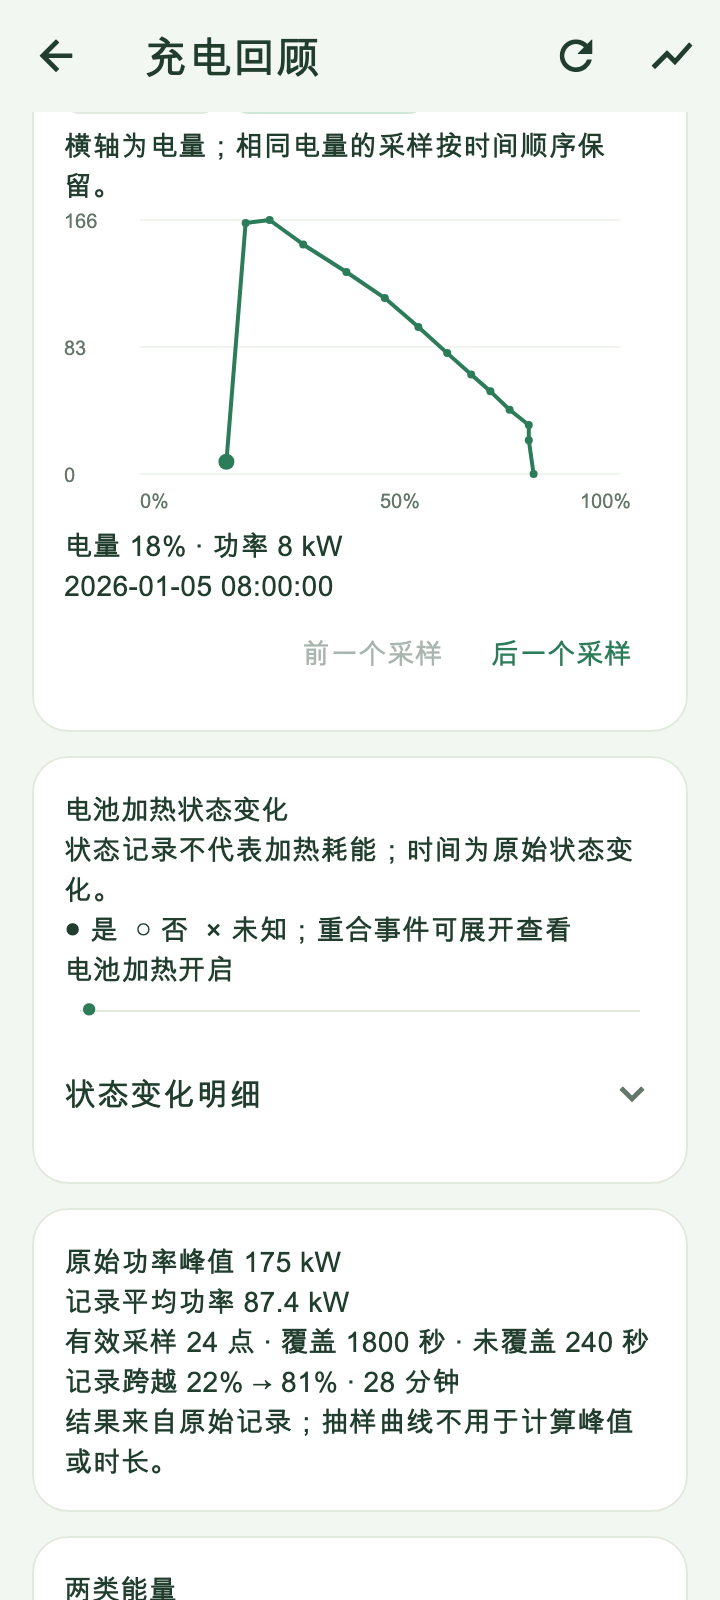 充电回顾
横轴为电量；相同电量的采样按时间顺序保
留。
166
83
0
0% 50% 100%
电量 18% · 功率 8 kW
2026-01-05 08:00:00
前一个采样 后一个采样
电池加热状态变化
状态记录不代表加热耗能；时间为原始状态变
化。
● 是 ○ 否 × 未知；重合事件可展开查看
电池加热开启
状态变化明细
原始功率峰值 175 kW
记录平均功率 87.4 kW
有效采样 24 点 · 覆盖 1800 秒 · 未覆盖 240 秒
记录跨越 22% → 81% · 28 分钟
结果来自原始记录；抽样曲线不用于计算峰值
或时长。
两类能量